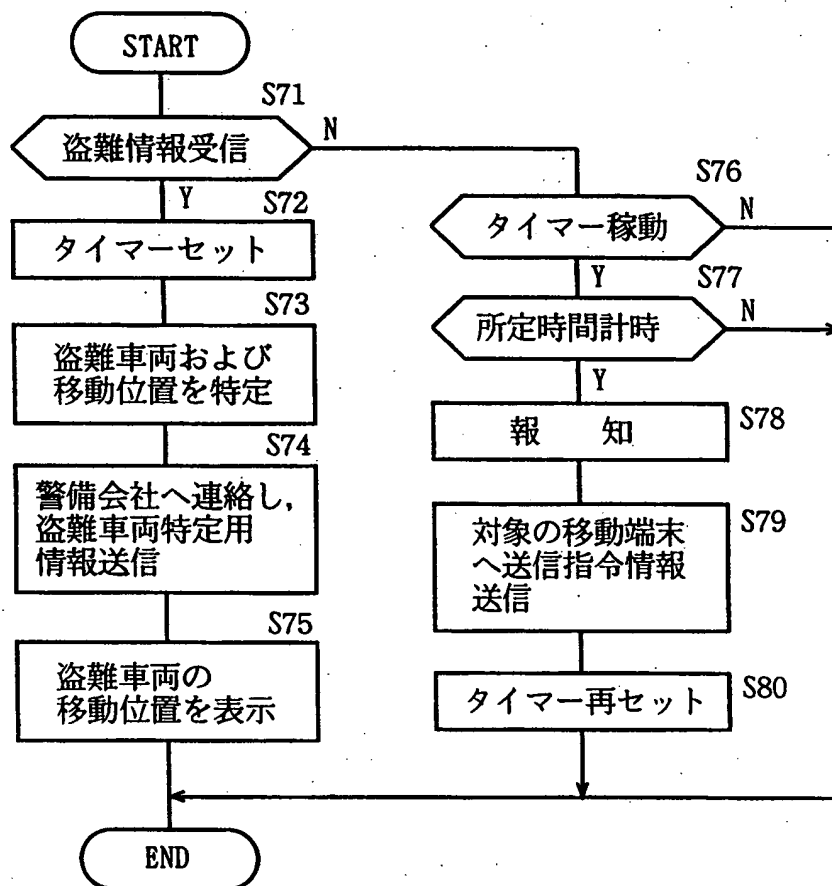 START
S71
盗難情報受信
N
Y
S72
タイマーセット
S73
盗難車両および
移動位置を特定
S74
警備会社へ連絡し,
盗難車両特定用
情報送信
S75
盗難車両の
移動位置を表示
END
S76
タイマー稼動
N
Y
S77
所定時間計時
N
Y
報　知
S78
対象の移動端末
へ送信指令情報
送信
S79
タイマー再セット
S80